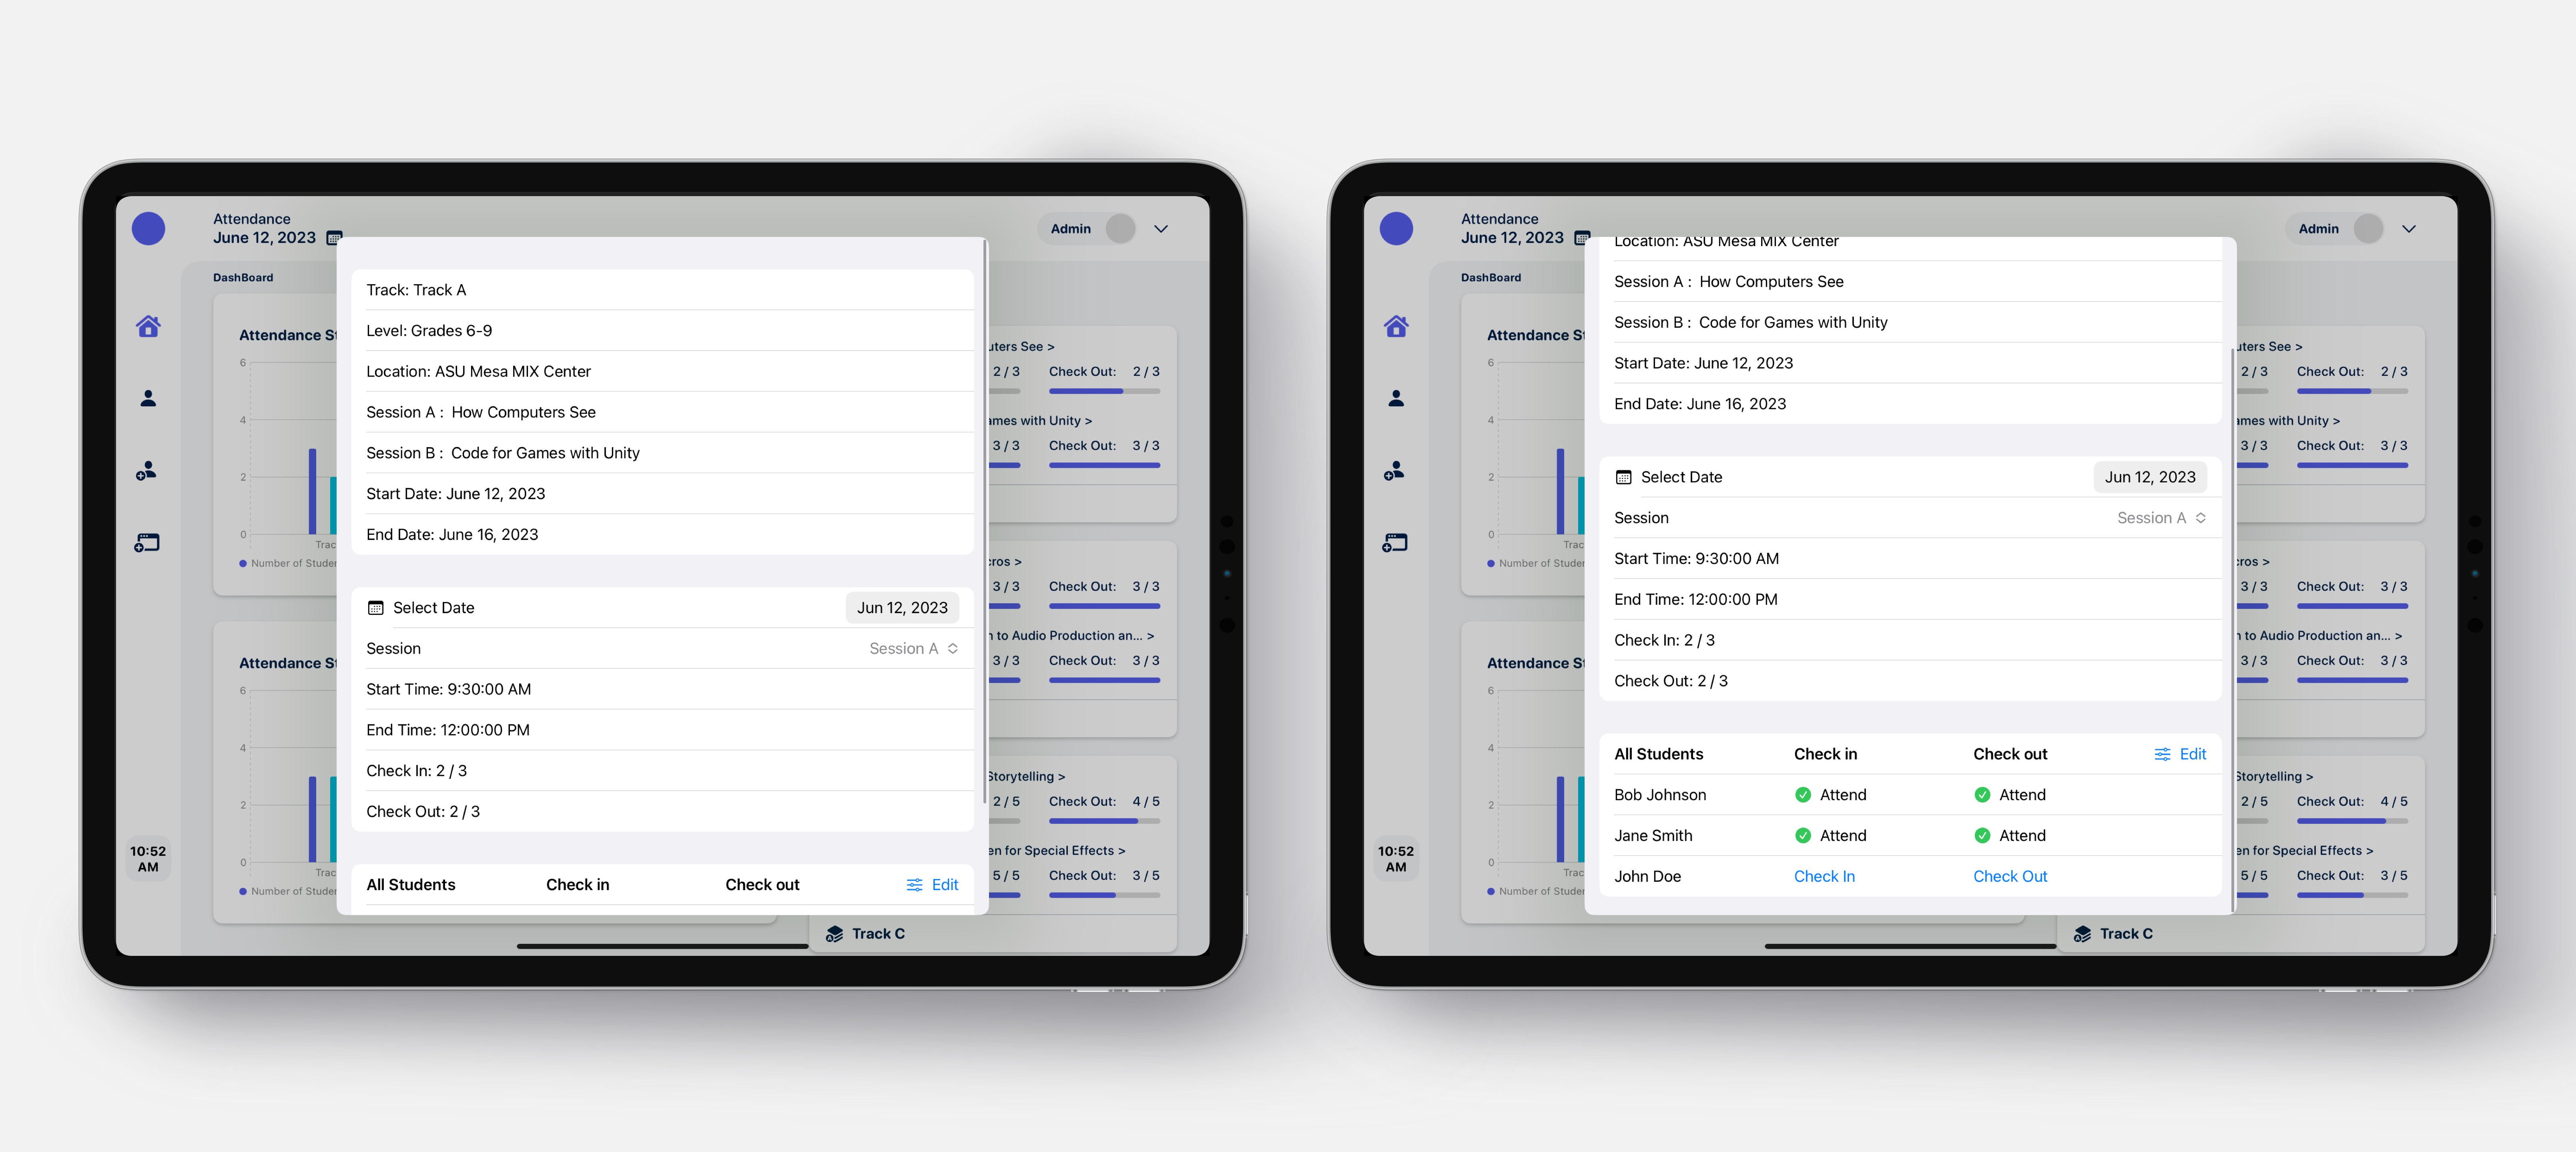 Attendance
June 12, 2023
Admin
DashBoard
Attendance St
6
4
2
0
Trac
Number of Studen
Attendance St
6
4
2
0
Trac
Number of Studen
10:52
AM
Track: Track A
Level: Grades 6-9
Location: ASU Mesa MIX Center
Session A : How Computers See
Session B : Code for Games with Unity
Start Date: June 12, 2023
End Date: June 16, 2023
Select Date Jun 12, 2023
Session Session A
Start Time: 9:30:00 AM
End Time: 12:00:00 PM
Check In: 2 / 3
Check Out: 2 / 3
All Students Check in Check out Edit
uters See >
2 / 3 Check Out: 2 / 3
ames with Unity >
3 / 3 Check Out: 3 / 3
cros >
3 / 3 Check Out: 3 / 3
n to Audio Production an... >
3 / 3 Check Out: 3 / 3
Storytelling >
2 / 5 Check Out: 4 / 5
en for Special Effects >
5 / 5 Check Out: 3 / 5
Track C
Attendance
June 12, 2023
Admin
DashBoard
Attendance St
6
4
2
0
Trac
Number of Studen
Attendance St
6
4
2
0
Trac
Number of Studen
10:52
AM
Location: ASU Mesa MIX Center
Session A : How Computers See
Session B : Code for Games with Unity
Start Date: June 12, 2023
End Date: June 16, 2023
Select Date Jun 12, 2023
Session Session A
Start Time: 9:30:00 AM
End Time: 12:00:00 PM
Check In: 2 / 3
Check Out: 2 / 3
All Students Check in Check out Edit
Bob Johnson Attend Attend
Jane Smith Attend Attend
John Doe Check In Check Out
uters See >
2 / 3 Check Out: 2 / 3
ames with Unity >
3 / 3 Check Out: 3 / 3
cros >
3 / 3 Check Out: 3 / 3
n to Audio Production an... >
3 / 3 Check Out: 3 / 3
Storytelling >
2 / 5 Check Out: 4 / 5
en for Special Effects >
5 / 5 Check Out: 3 / 5
Track C